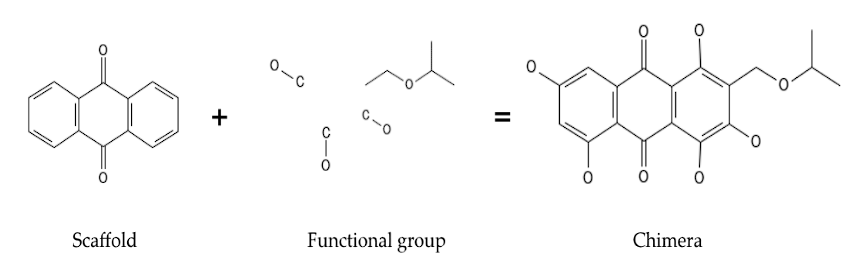 O O O
O O
C O
+ C O =
C O
O O O O O
O
Scaffold Functional group Chimera